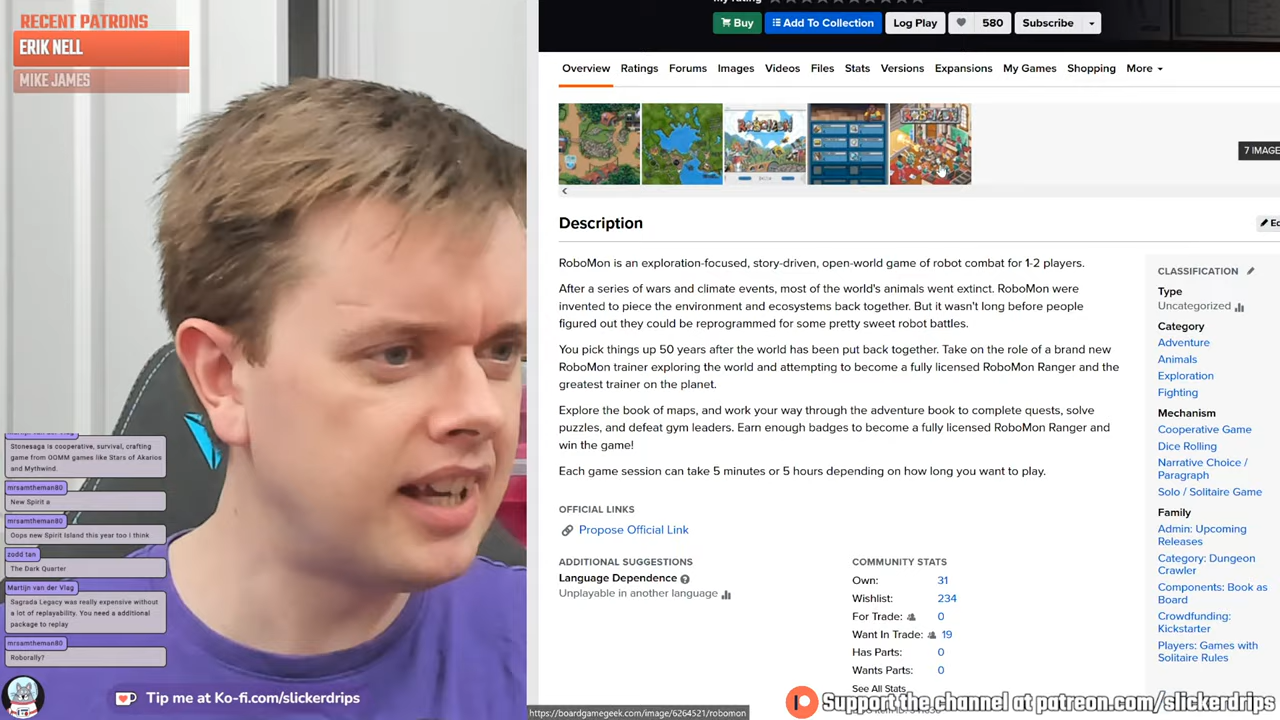 RECENT PATRONS
ERIK NELL
MIKE JAMES
Stonesaga is cooperative, survival, crafting
game from OOMM games like Stars of Akarios
and Mythwind.
mrsamtheman80
New Spirit a
mrsamtheman80
Oops new Spirit Island this year too I think
zodd tan
The Dark Quarter
Martijn van der Vlag
Sagrada Legacy was really expensive without
a lot of replayability. You need a additional
package to replay
mrsamtheman80
Roborally?
Tip me at Ko-fi.com/slickerdrips
Buy
Add To Collection
Log Play
580
Subscribe
Overview
Ratings
Forums
Images
Videos
Files
Stats
Versions
Expansions
My Games
Shopping
More
ROBOMON
ROBOMON
7 IMAGE
Description
RoboMon is an exploration-focused, story-driven, open-world game of robot combat for 1-2 players.
After a series of wars and climate events, most of the world's animals went extinct. RoboMon were
invented to piece the environment and ecosystems back together. But it wasn't long before people
figured out they could be reprogrammed for some pretty sweet robot battles.
You pick things up 50 years after the world has been put back together. Take on the role of a brand new
RoboMon trainer exploring the world and attempting to become a fully licensed RoboMon Ranger and the
greatest trainer on the planet.
Explore the book of maps, and work your way through the adventure book to complete quests, solve
puzzles, and defeat gym leaders. Earn enough badges to become a fully licensed RoboMon Ranger and
win the game!
Each game session can take 5 minutes or 5 hours depending on how long you want to play.
OFFICIAL LINKS
Propose Official Link
ADDITIONAL SUGGESTIONS
Language Dependence
Unplayable in another language
COMMUNITY STATS
Own: 31
Wishlist: 234
For Trade: 0
Want In Trade: 19
Has Parts: 0
Wants Parts: 0
See All Stats
CLASSIFICATION
Type
Uncategorized
Category
Adventure
Animals
Exploration
Fighting
Mechanism
Cooperative Game
Dice Rolling
Narrative Choice /
Paragraph
Solo / Solitaire Game
Family
Admin: Upcoming
Releases
Category: Dungeon
Crawler
Components: Book as
Board
Crowdfunding:
Kickstarter
Players: Games with
Solitaire Rules
https://boardgamegeek.com/image/6264521/robomon
Support the channel at patreon.com/slickerdrips